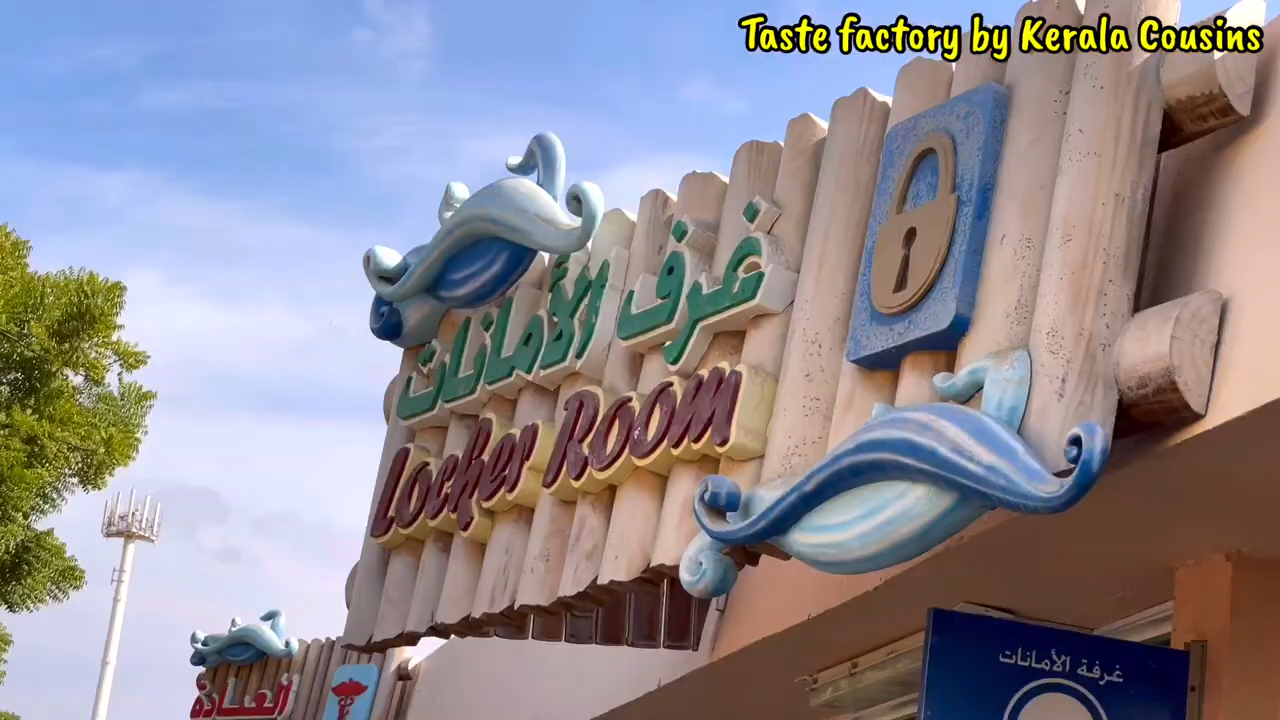 Taste factory by Kerala Cousins
غرف الأمانات
Locker Room
العيادة
غرفة الأمانات